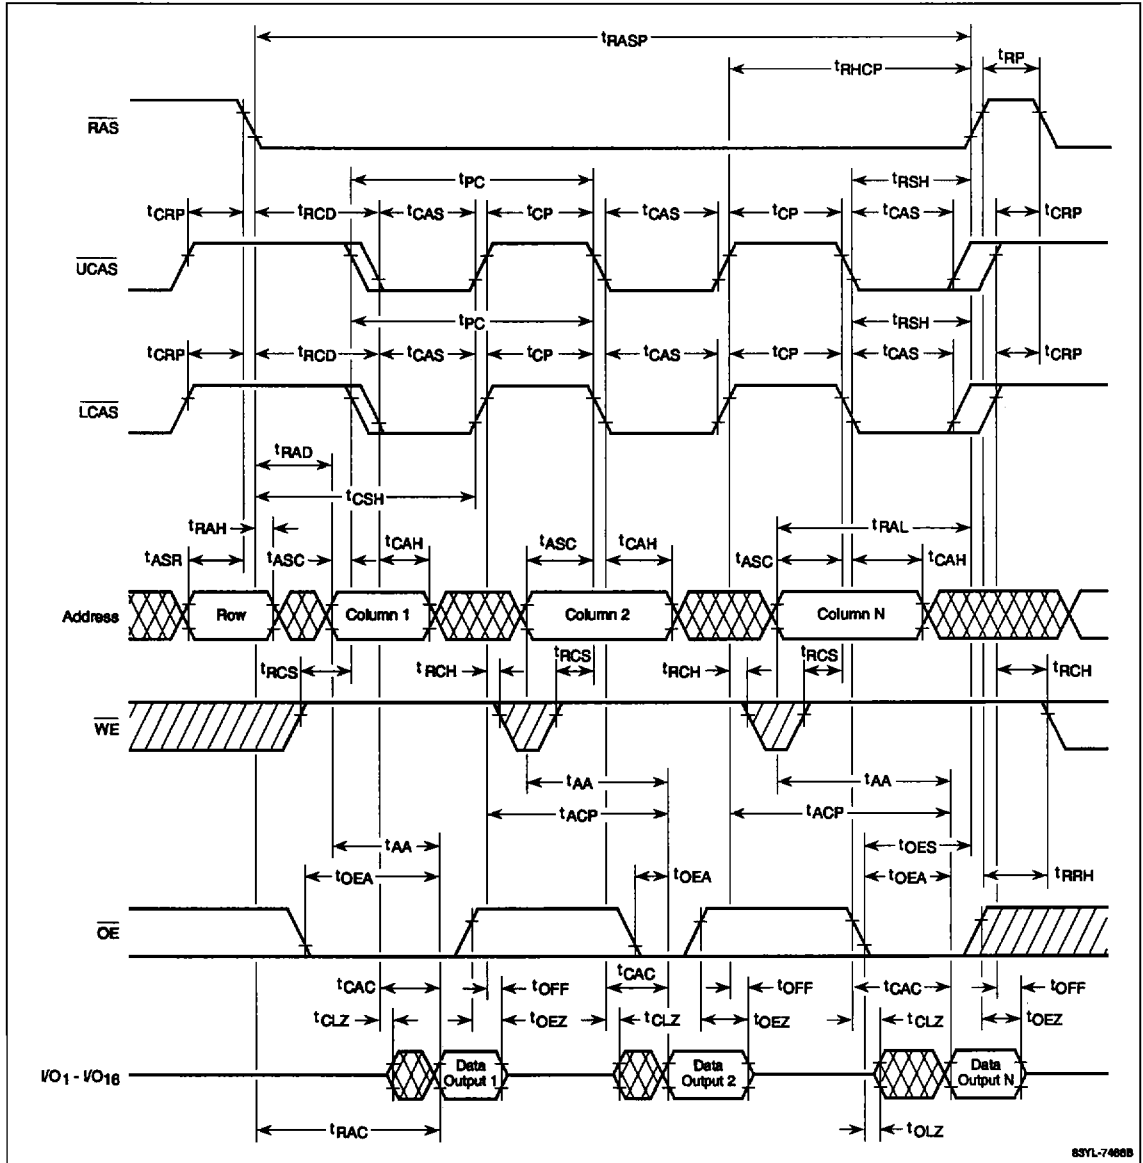 tRASP
tRHCP tRP
RAS
tPC tRSH
tCRP tRCD tCAS tCP tCAS tCP tCAS tCRP
UCAS
tPC tRSH
tCRP tRCD tCAS tCP tCAS tCP tCAS tCRP
LCAS
tRAD
tCSH
tRAH tRAL
tASR tASC tCAH tASC tCAH tASC tCAH
Address Row Column 1 Column 2 Column N
tRCS tRCH tRCS tRCH tRCS tRCH
WE
tAA tAA
tACP tACP
tAA tOES
tOEA tOEA tOEA tRRH
OE
tCAC tOFF tCAC tOFF tCAC tOFF
tCLZ tOEZ tCLZ tOEZ tCLZ tOEZ
I/O1 - I/O16 Data Output 1 Data Output 2 Data Output N
tRAC tOLZ